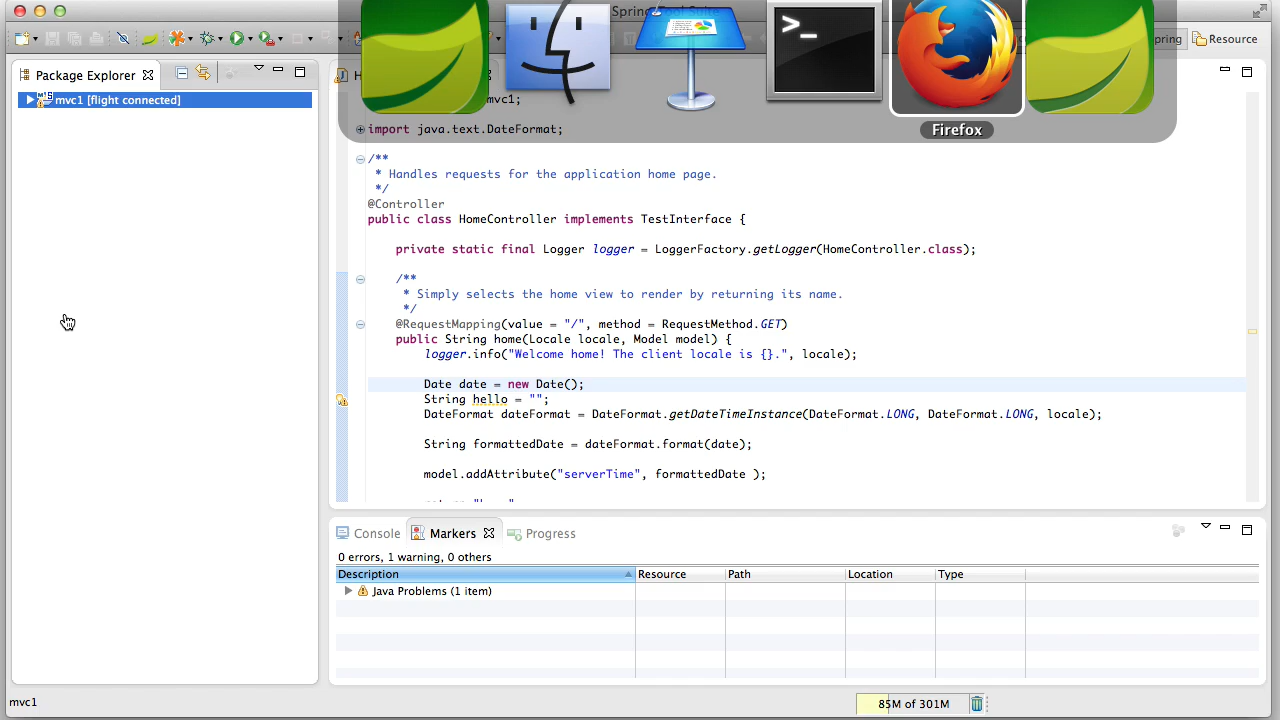 Spring Tool Suite
Spring
Resource
Package Explorer
mvc1 [flight connected]
Firefox
mvc1;
import java.text.DateFormat;
/**
* Handles requests for the application home page.
*/
@Controller
public class HomeController implements TestInterface {
private static final Logger logger = LoggerFactory.getLogger(HomeController.class);
/**
* Simply selects the home view to render by returning its name.
*/
@RequestMapping(value = "/", method = RequestMethod.GET)
public String home(Locale locale, Model model) {
logger.info("Welcome home! The client locale is {}.", locale);
Date date = new Date();
String hello = "";
DateFormat dateFormat = DateFormat.getDateTimeInstance(DateFormat.LONG, DateFormat.LONG, locale);
String formattedDate = dateFormat.format(date);
model.addAttribute("serverTime", formattedDate );
Console
Markers
Progress
0 errors, 1 warning, 0 others
Description Resource Path Location Type
Java Problems (1 item)
mvc1
85M of 301M